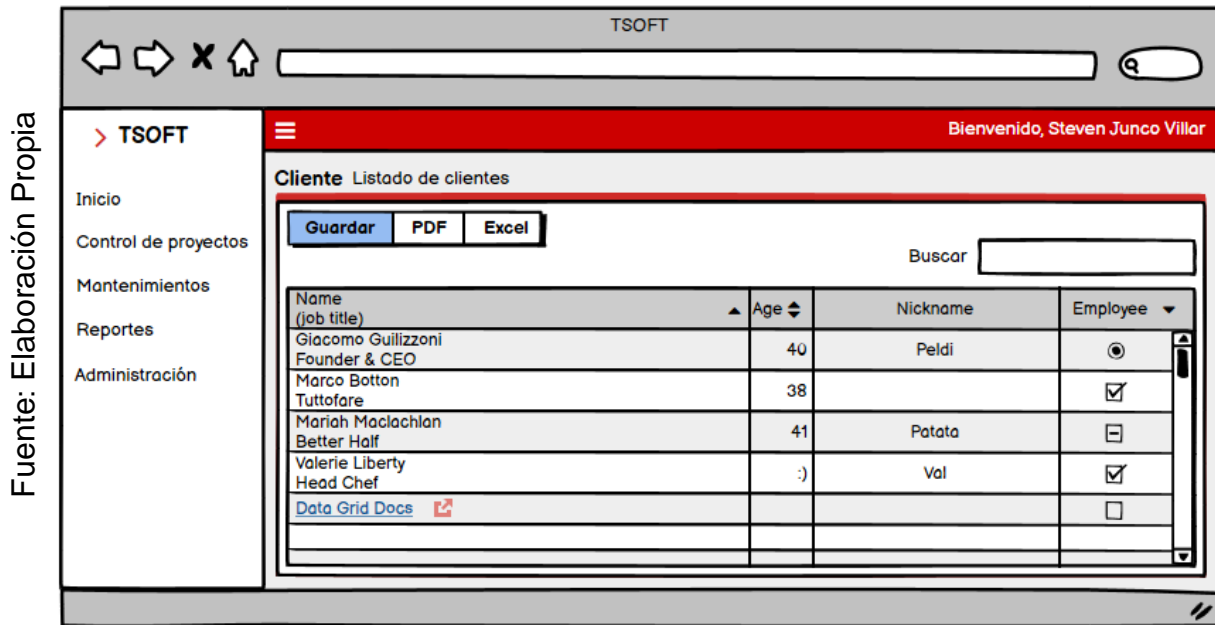 Fuente: Elaboración Propia
TSOFT
> TSOFT
Bienvenido, Steven Junco Villar
Inicio
Control de proyectos
Mantenimientos
Reportes
Administración
Cliente Listado de clientes
Guardar PDF Excel
Buscar
Name Age Nickname Employee
(job title)
Giacomo Guilizzoni 40 Peldi
Founder & CEO
Marco Botton 38
Tuttofare
Mariah Maclachlan 41 Patata
Better Half
Valerie Liberty :) Val
Head Chef
Data Grid Docs